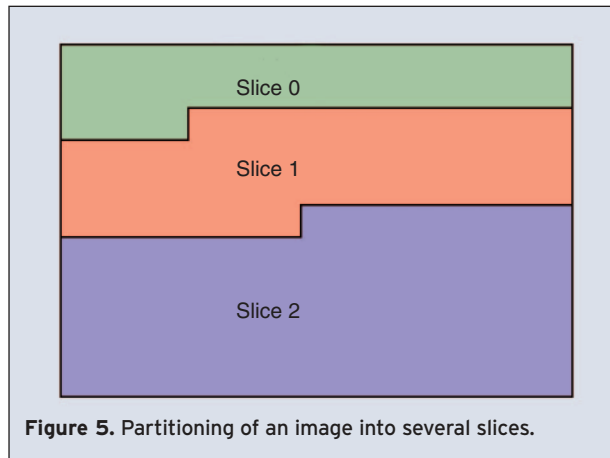 Slice 0
Slice 1
Slice 2
Figure 5. Partitioning of an image into several slices.